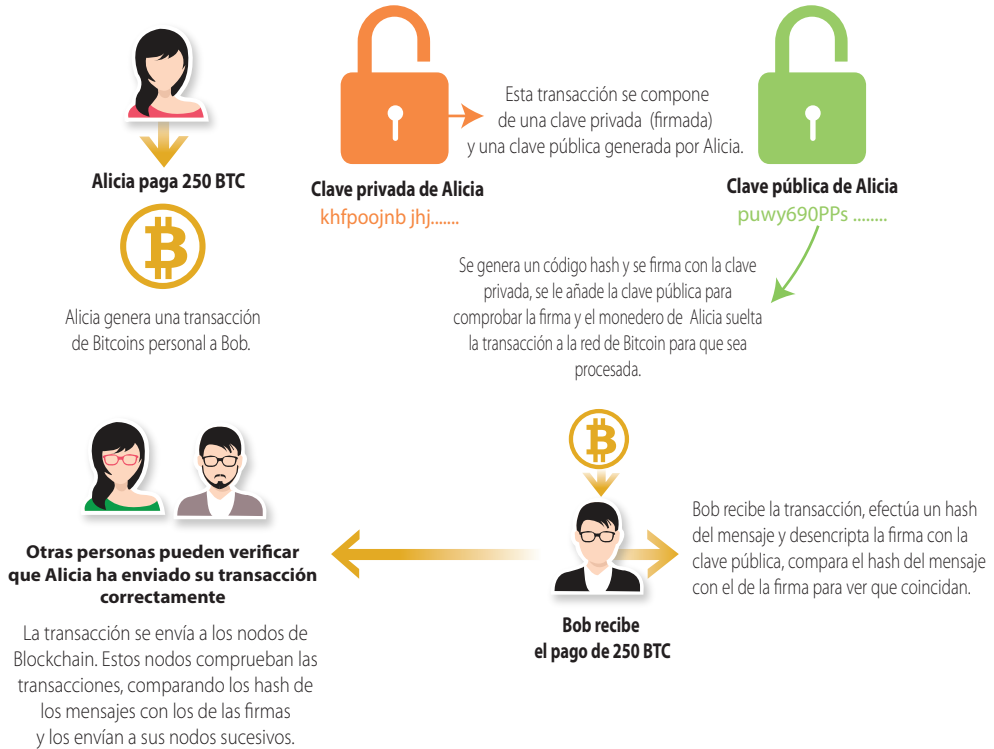 Alicia paga 250 BTC
Alicia genera una transacción
de Bitcoins personal a Bob.
Clave privada de Alicia
khfpoojnb jhj.......
Esta transacción se compone
de una clave privada (firmada)
y una clave pública generada por Alicia.
Clave pública de Alicia
puwy690PPs ........
Se genera un código hash y se firma con la clave
privada, se le añade la clave pública para
comprobar la firma y el monedero de Alicia suelta
la transacción a la red de Bitcoin para que sea
procesada.
Bob recibe
el pago de 250 BTC
Bob recibe la transacción, efectúa un hash
del mensaje y desencripta la firma con la
clave pública, compara el hash del mensaje
con el de la firma para ver que coincidan.
Otras personas pueden verificar
que Alicia ha enviado su transacción
correctamente
La transacción se envía a los nodos de
Blockchain. Estos nodos comprueban las
transacciones, comparando los hash de
los mensajes con los de las firmas
y los envían a sus nodos sucesivos.